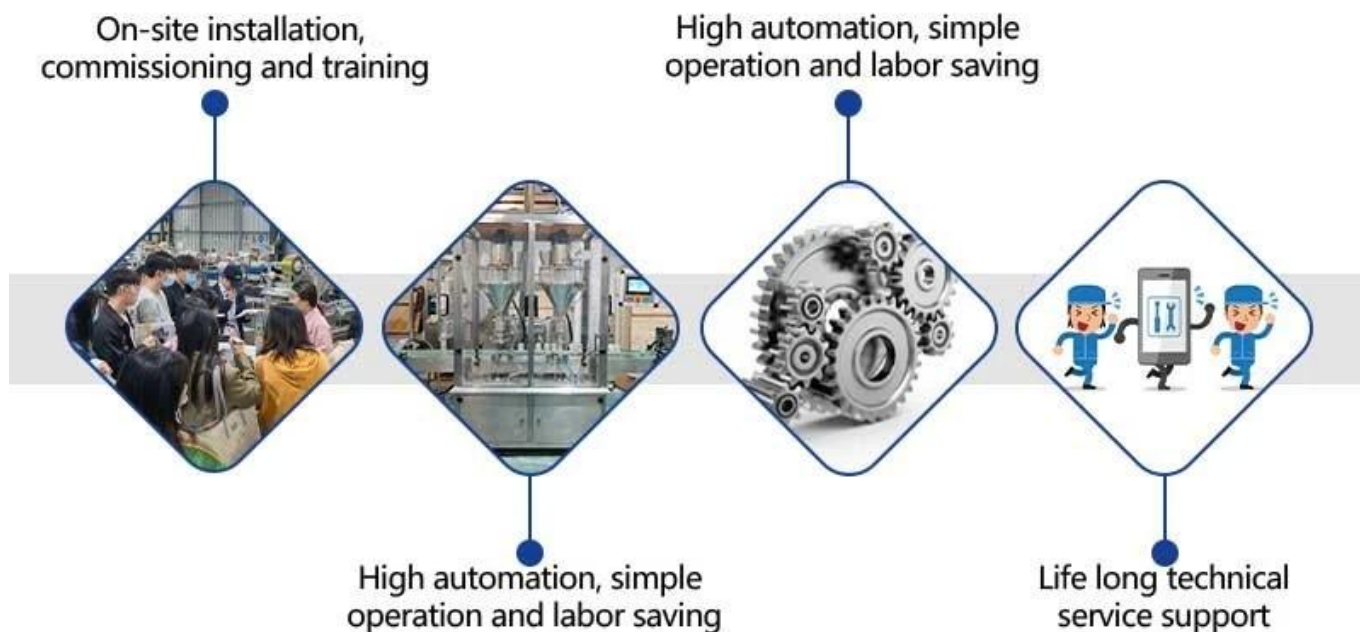 On-site installation,
commissioning and training
High automation, simple
operation and labor saving
High automation, simple
operation and labor saving
Life long technical
service support